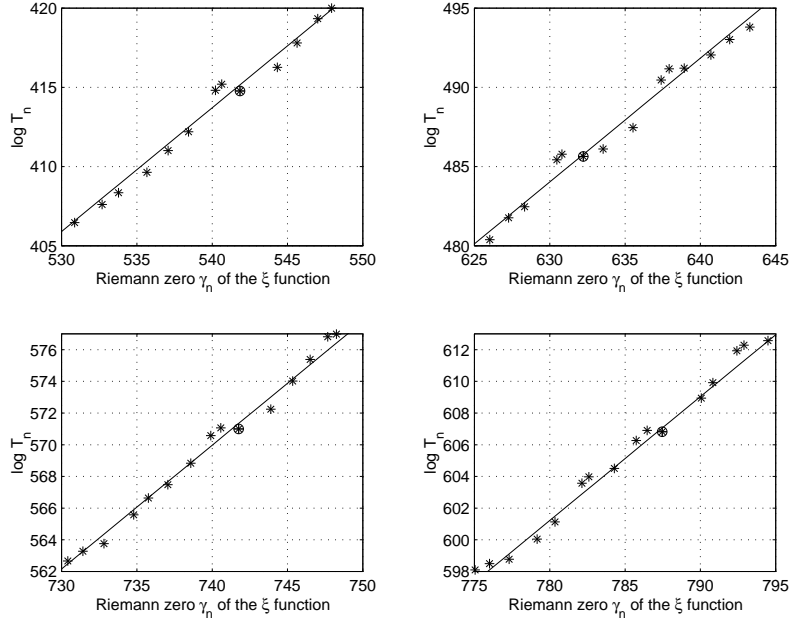 420
415
410
405
log T_n
530 535 540 545 550
Riemann zero γ_n of the ξ function
495
490
485
480
log T_n
625 630 635 640 645
Riemann zero γ_n of the ξ function
576
574
572
570
568
566
564
562
log T_n
730 735 740 745 750
Riemann zero γ_n of the ξ function
612
610
608
606
604
602
600
598
log T_n
775 780 785 790 795
Riemann zero γ_n of the ξ function